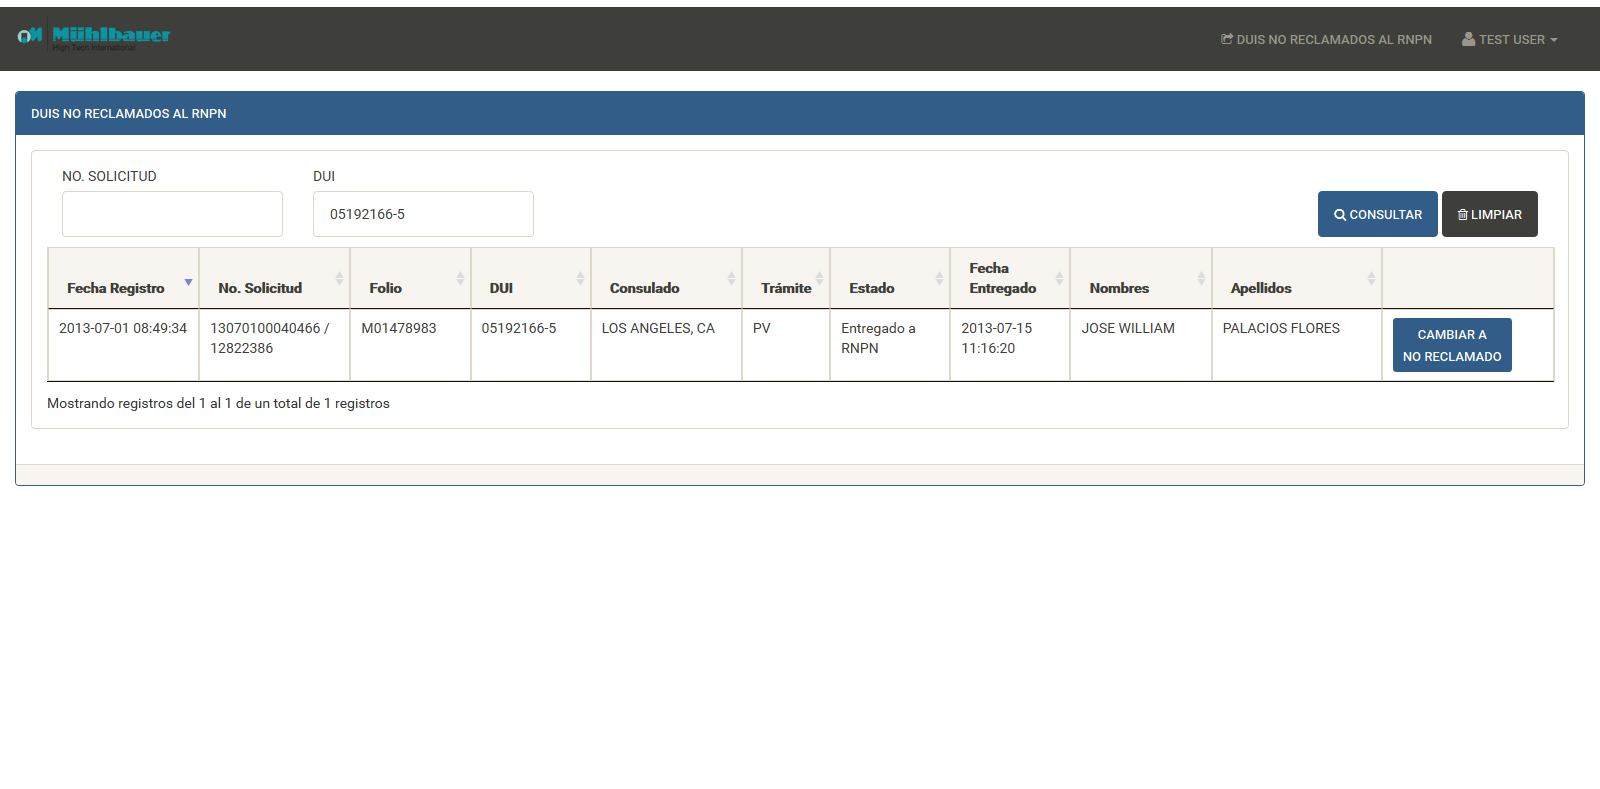 Mühlbauer
High Tech International
DUIS NO RECLAMADOS AL RNPN
TEST USER
DUIS NO RECLAMADOS AL RNPN
NO. SOLICITUD
DUI
05192166-5
CONSULTAR
LIMPIAR
Fecha Registro
No. Solicitud
Folio
DUI
Consulado
Trámite
Estado
Fecha
Entregado
Nombres
Apellidos
2013-07-01 08:49:34
13070100040466 /
12822386
M01478983
05192166-5
LOS ANGELES, CA
PV
Entregado a
RNPN
2013-07-15
11:16:20
JOSE WILLIAM
PALACIOS FLORES
CAMBIAR A
NO RECLAMADO
Mostrando registros del 1 al 1 de un total de 1 registros